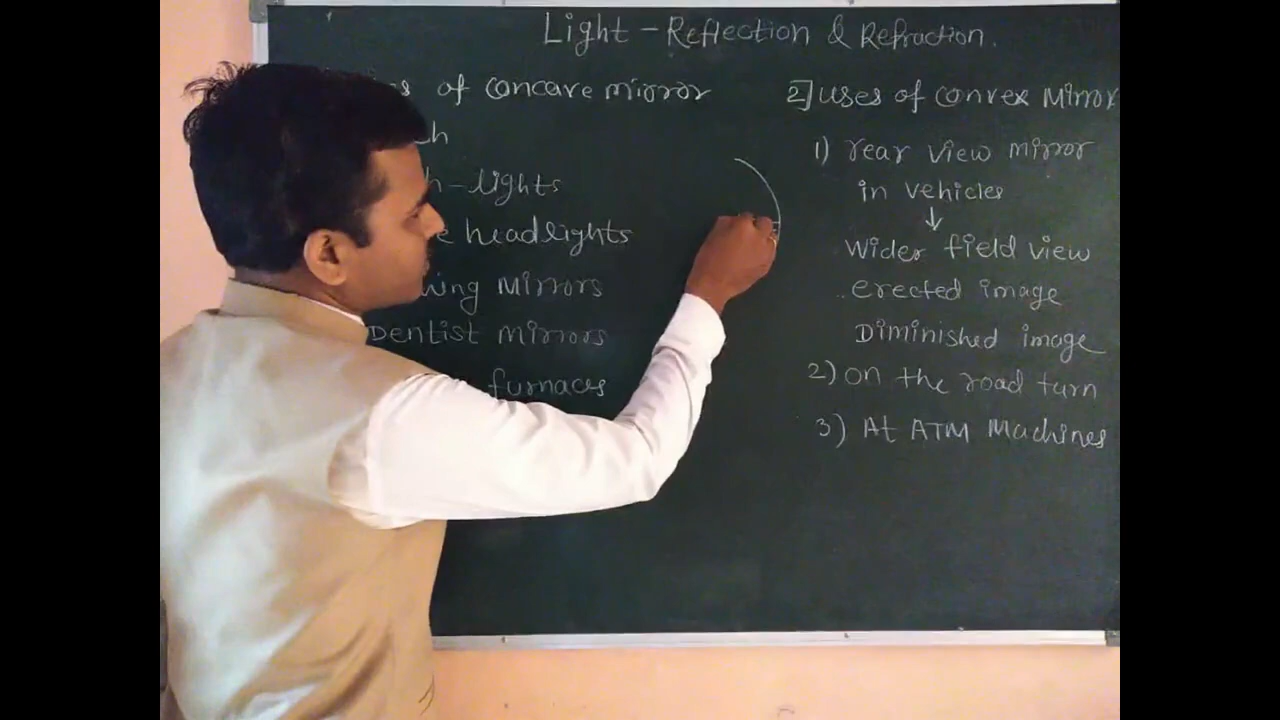 Light - Reflection & Refraction.
of concave mirror
lights
headlights
Mirrors
Dentist mirrors
furnaces
2] uses of convex Mirror
1) rear view mirror
in vehicles
↓
Wider field view
erected image
Diminished image
2) on the road turn
3) At ATM Machines